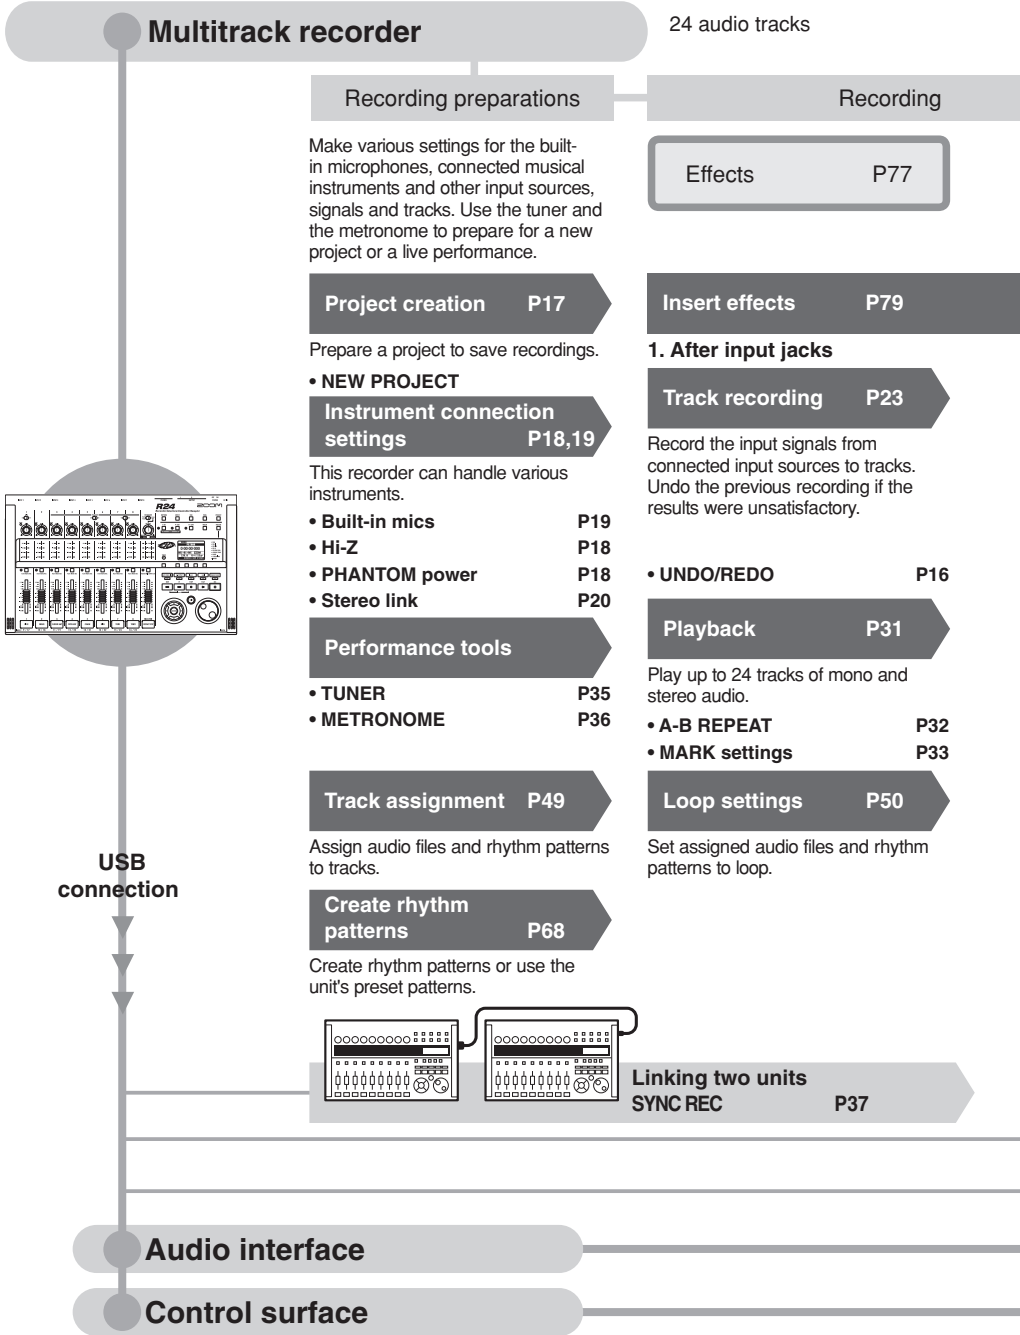 Multitrack recorder
24 audio tracks
Recording preparations
Recording
Make various settings for the built-
in microphones, connected musical
instruments and other input sources,
signals and tracks. Use the tuner and
the metronome to prepare for a new
project or a live performance.
Effects P77
Project creation P17
Prepare a project to save recordings.
• NEW PROJECT
Instrument connection
settings P18,19
This recorder can handle various
instruments.
• Built-in mics P19
• Hi-Z P18
• PHANTOM power P18
• Stereo link P20
Performance tools
• TUNER P35
• METRONOME P36
Track assignment P49
Assign audio files and rhythm patterns
to tracks.
Create rhythm
patterns P68
Create rhythm patterns or use the
unit's preset patterns.
Insert effects P79
1. After input jacks
Track recording P23
Record the input signals from
connected input sources to tracks.
Undo the previous recording if the
results were unsatisfactory.
• UNDO/REDO P16
Playback P31
Play up to 24 tracks of mono and
stereo audio.
• A-B REPEAT P32
• MARK settings P33
Loop settings P50
Set assigned audio files and rhythm
patterns to loop.
R24
ZOOM
USB
connection
Linking two units
SYNC REC P37
Audio interface
Control surface